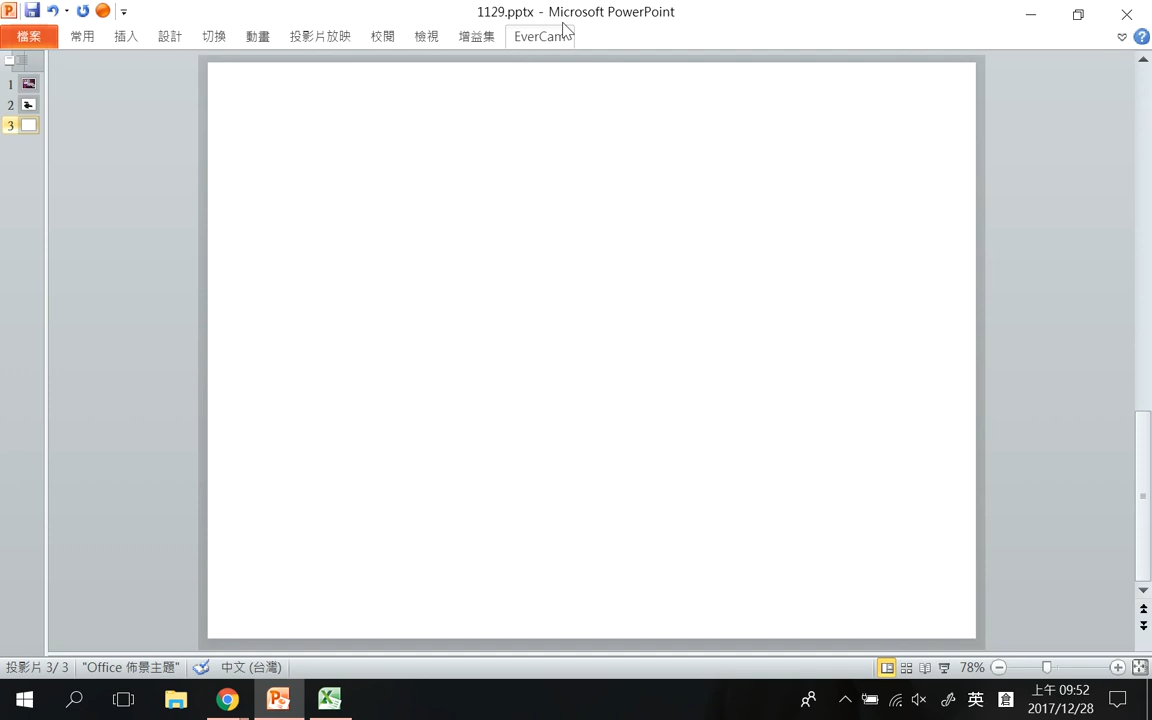 1129.pptx - Microsoft PowerPoint
檔案 常用 插入 設計 切換 動畫 投影片放映 校閱 檢視 增益集 EverCam
1
2
3
投影片 3/ 3 "Office 佈景主題" 中文 (台灣) 78%
英 倉 上午 09:52
2017/12/28